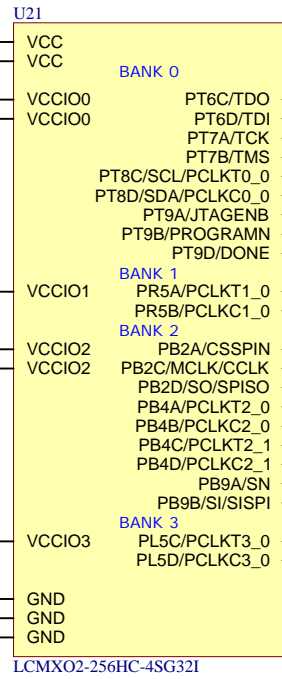 U21
VCC
VCC
BANK 0
VCCIO0 PT6C/TDO
VCCIO0 PT6D/TDI
PT7A/TCK
PT7B/TMS
PT8C/SCL/PCLKT0_0
PT8D/SDA/PCLKC0_0
PT9A/JTAGENB
PT9B/PROGRAMN
PT9D/DONE
BANK 1
VCCIO1 PR5A/PCLKT1_0
PR5B/PCLKC1_0
BANK 2
VCCIO2 PB2A/CSSPIN
VCCIO2 PB2C/MCLK/CCLK
PB2D/SO/SPISO
PB4A/PCLKT2_0
PB4B/PCLKC2_0
PB4C/PCLKT2_1
PB4D/PCLKC2_1
PB9A/SN
PB9B/SI/SISPI
BANK 3
VCCIO3 PL5C/PCLKT3_0
PL5D/PCLKC3_0
GND
GND
GND
LCMXO2-256HC-4SG32I